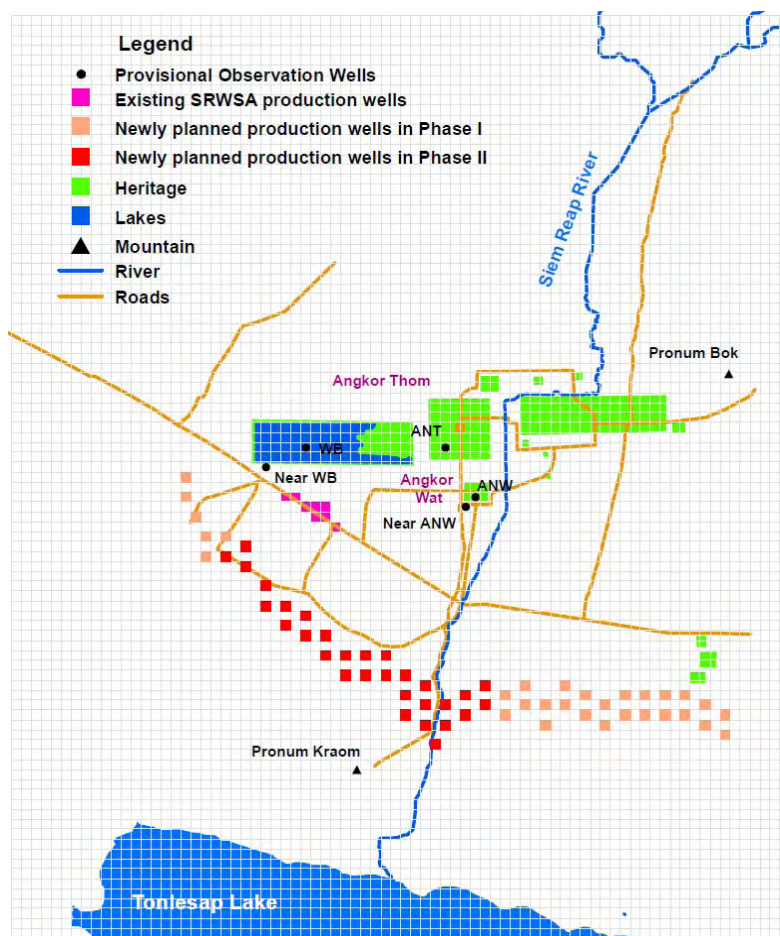 Legend
Provisional Observation Wells
Existing SRWSA production wells
Newly planned production wells in Phase I
Newly planned production wells in Phase II
Heritage
Lakes
Mountain
River
Roads
Siem Reap River
Pronum Bok
Angkor Thom
ANT
WB
Near WB
Angkor
Wat
ANW
Near ANW
Pronum Kraom
Tonlesap Lake